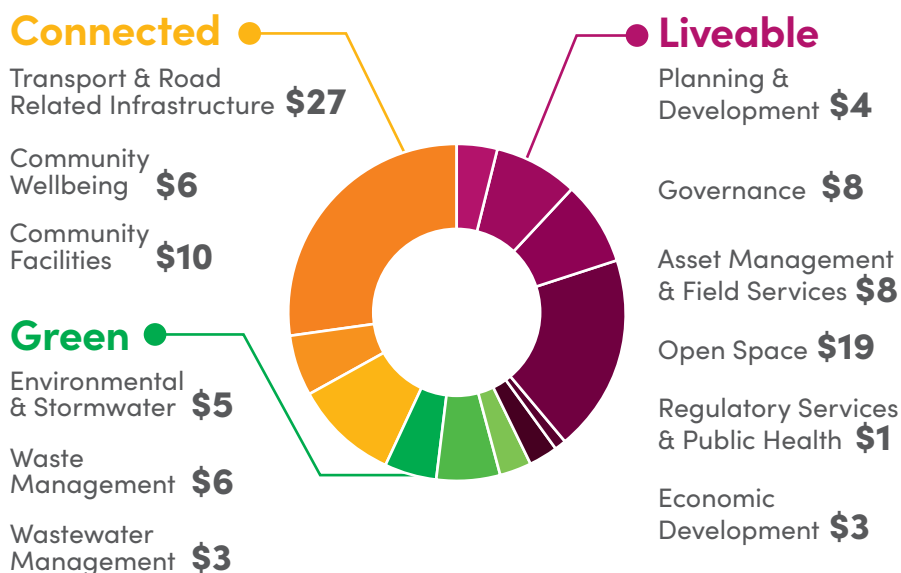 Connected
Transport & Road
Related Infrastructure $27
Community
Wellbeing $6
Community
Facilities $10
Green
Environmental
& Stormwater $5
Waste
Management $6
Wastewater
Management $3
Liveable
Planning &
Development $4
Governance $8
Asset Management
& Field Services $8
Open Space $19
Regulatory Services
& Public Health $1
Economic
Development $3